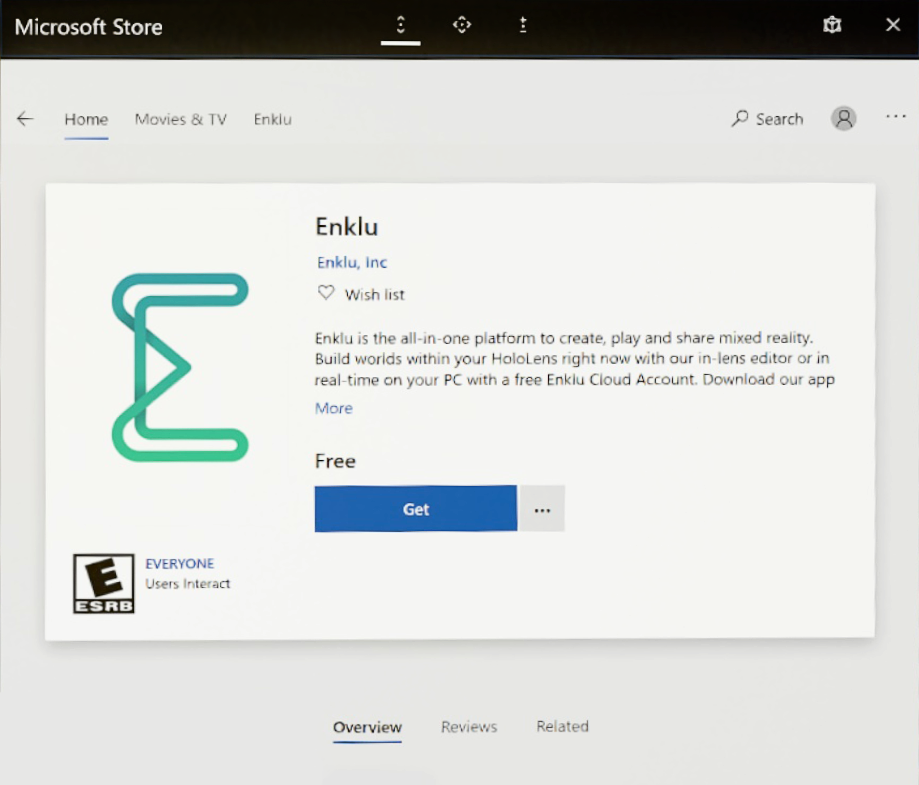 Microsoft Store
Home Movies & TV Enklu
Search
Enklu
Enklu, Inc
Wish list
Enklu is the all-in-one platform to create, play and share mixed reality.
Build worlds within your HoloLens right now with our in-lens editor or in
real-time on your PC with a free Enklu Cloud Account. Download our app
More
Free
Get
E
ESRB
EVERYONE
Users Interact
Overview Reviews Related